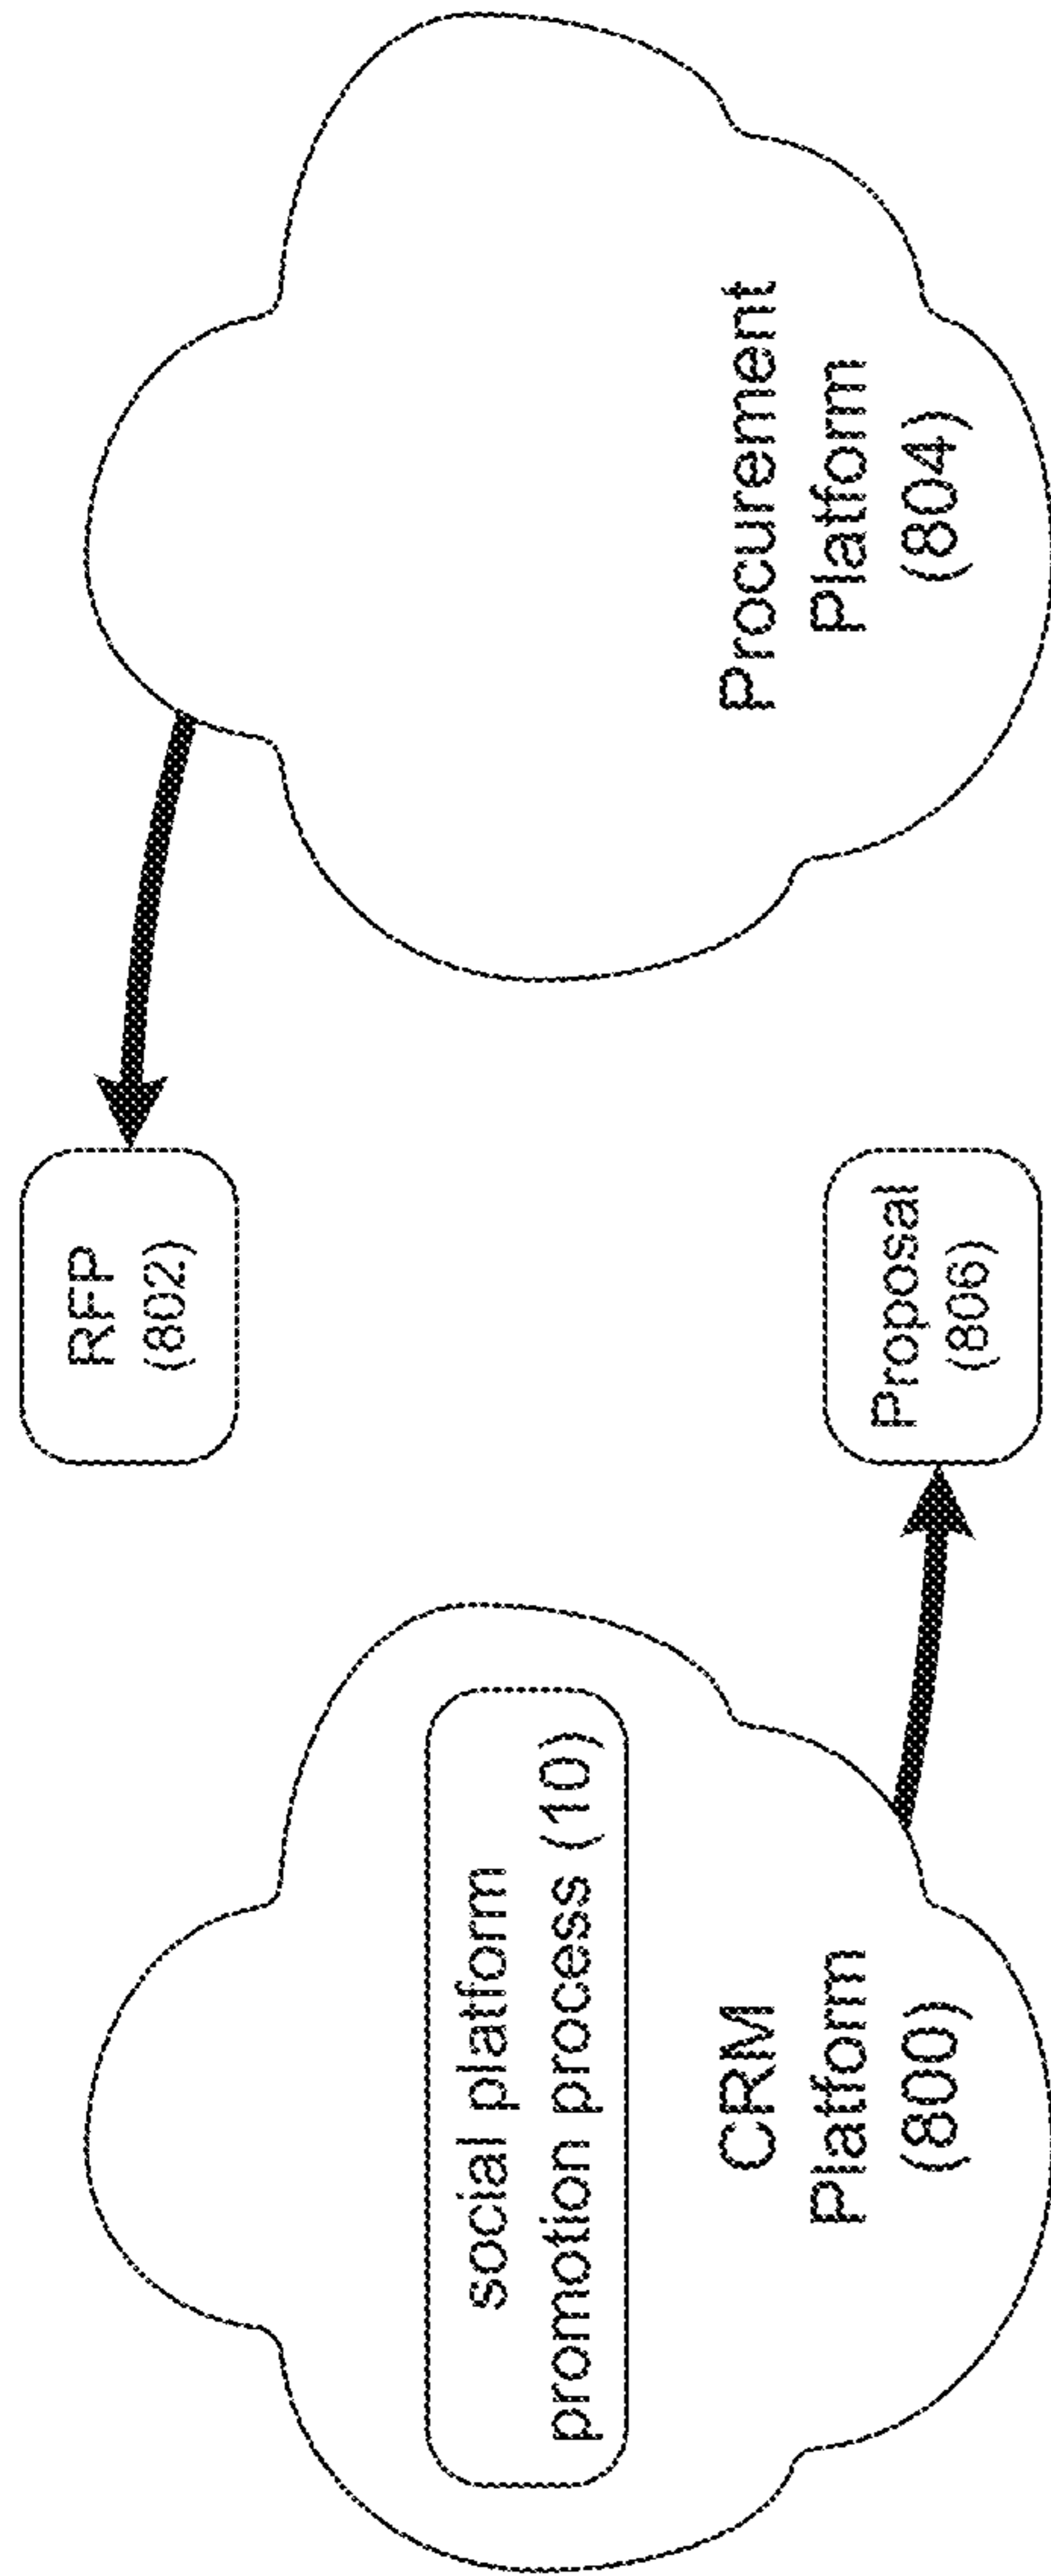 RFP
(802)
social platform
promotion process (10)
CRM
Platform
(800)
Proposal
(806)
Procurement
Platform
(804)